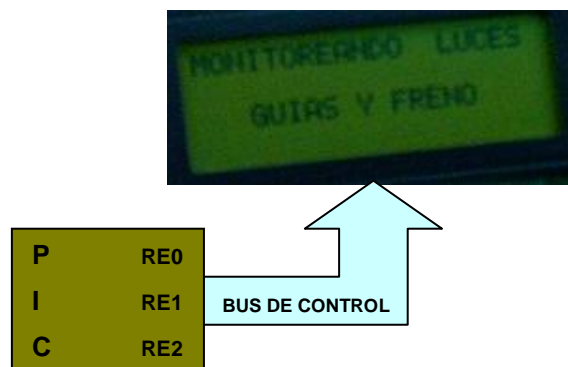 MONITOREANDO LUCES
GUIAS Y FRENO
P RE0
I RE1 BUS DE CONTROL
C RE2